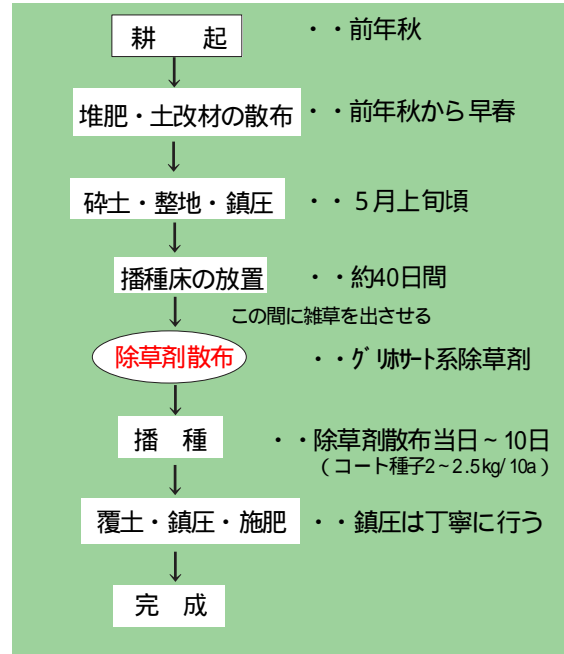 耕　　起　・・前年秋
堆肥・土改材の散布　・・前年秋から早春
砕土・整地・鎮圧　・・５月上旬頃
播種床の放置　・・約40日間
この間に雑草を出させる
除草剤散布　・・ｸﾞﾘﾎｻｰﾄ系除草剤
播　種　・・除草剤散布当日~10日
（コート種子2~2.5kg/10a）
覆土・鎮圧・施肥　・・鎮圧は丁寧に行う
完　成